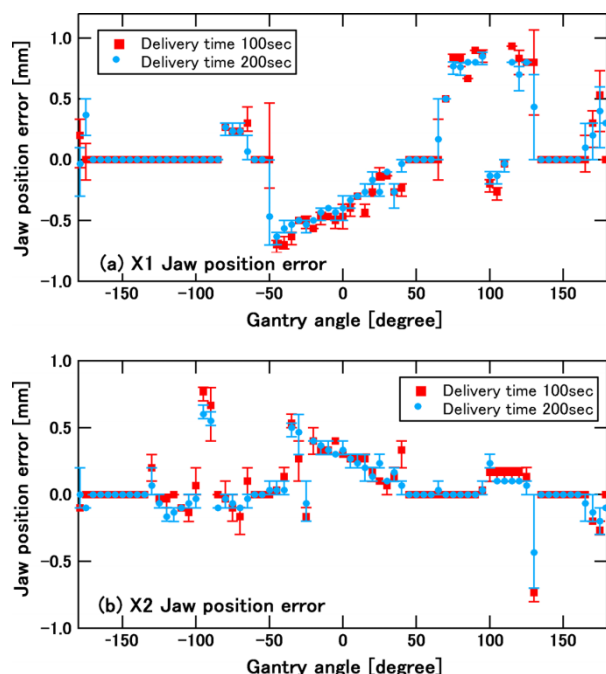 1.0
Delivery time 100sec
Delivery time 200sec
0.5
0.0
-0.5
-1.0
Jaw position error [mm]
(a) X1 Jaw position error
-150 -100 -50 0 50 100 150
Gantry angle [degree]
1.0
Delivery time 100sec
Delivery time 200sec
0.5
0.0
-0.5
-1.0
Jaw position error [mm]
(b) X2 Jaw position error
-150 -100 -50 0 50 100 150
Gantry angle [degree]